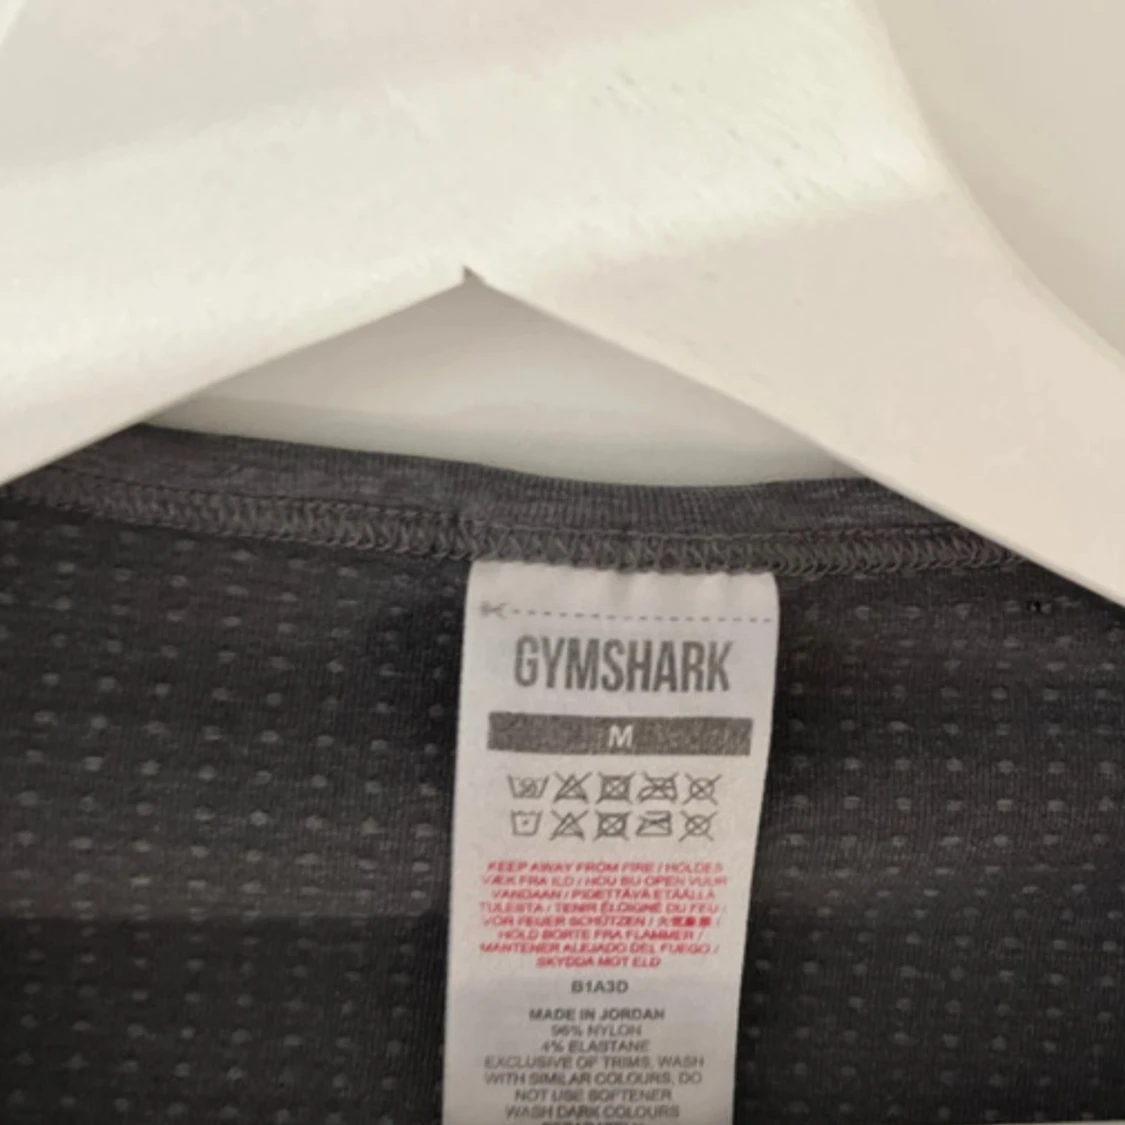 GYMSHARK
M
KEEP AWAY FROM FIRE / HOLDES
VÆK FRA ILD / HOU BIJ OPEN VUUR
VANDAAN / PIDETTÄVÄ ETÄÄLLÄ
TULESTA / TENIR ÉLOIGNÉ DU FEU /
VOR FEUER SCHÜTZEN /
HOLD BORTE FRA FLAMMER /
MANTENER ALEJADO DEL FUEGO /
SKYDDA MOT ELD
B1A3D
MADE IN JORDAN
96% NYLON
4% ELASTANE
EXCLUSIVE OF TRIMS, WASH
WITH SIMILAR COLOURS, DO
NOT USE SOFTENER
WASH DARK COLOURS